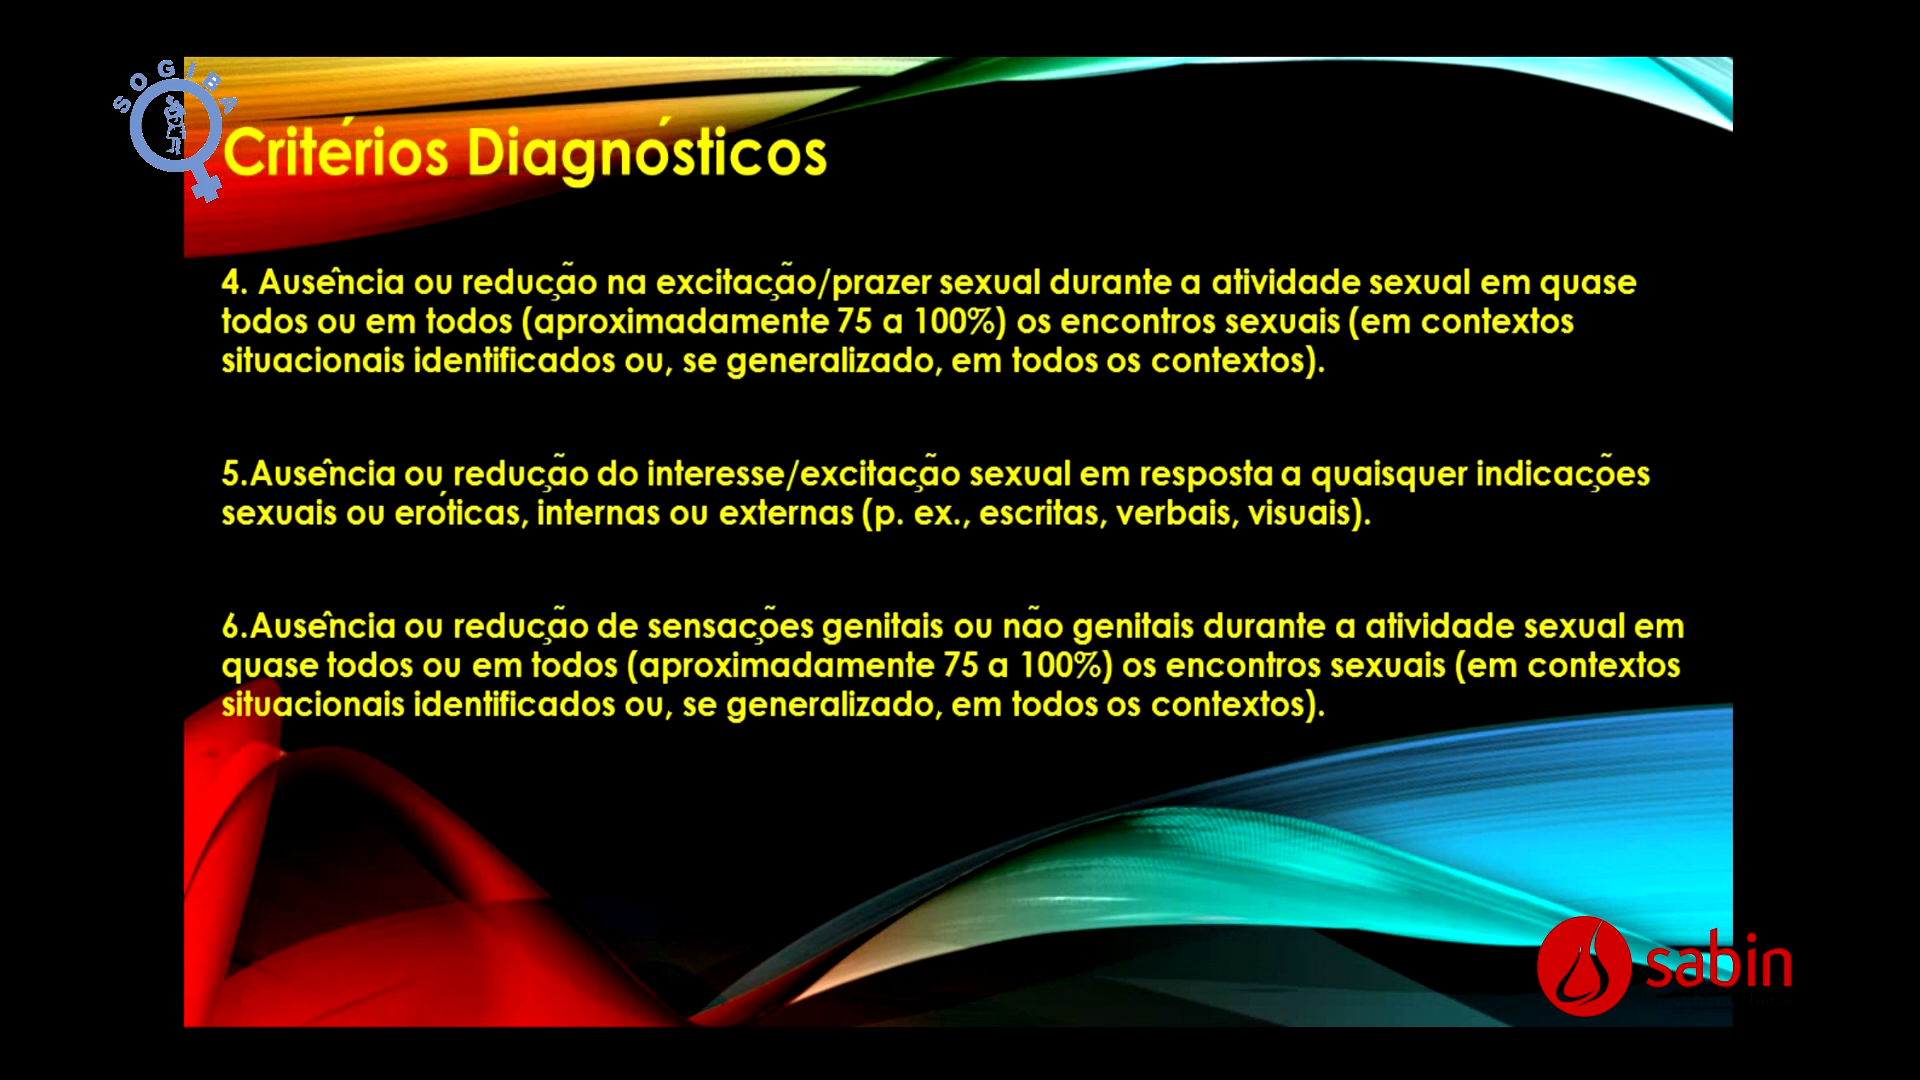 SOGIBA
Critérios Diagnósticos
4. Ausência ou redução na excitação/prazer sexual durante a atividade sexual em quase
todos ou em todos (aproximadamente 75 a 100%) os encontros sexuais (em contextos
situacionais identificados ou, se generalizado, em todos os contextos).
5.Ausência ou redução do interesse/excitação sexual em resposta a quaisquer indicações
sexuais ou eróticas, internas ou externas (p. ex., escritas, verbais, visuais).
6.Ausência ou redução de sensações genitais ou não genitais durante a atividade sexual em
quase todos ou em todos (aproximadamente 75 a 100%) os encontros sexuais (em contextos
situacionais identificados ou, se generalizado, em todos os contextos).
sabin